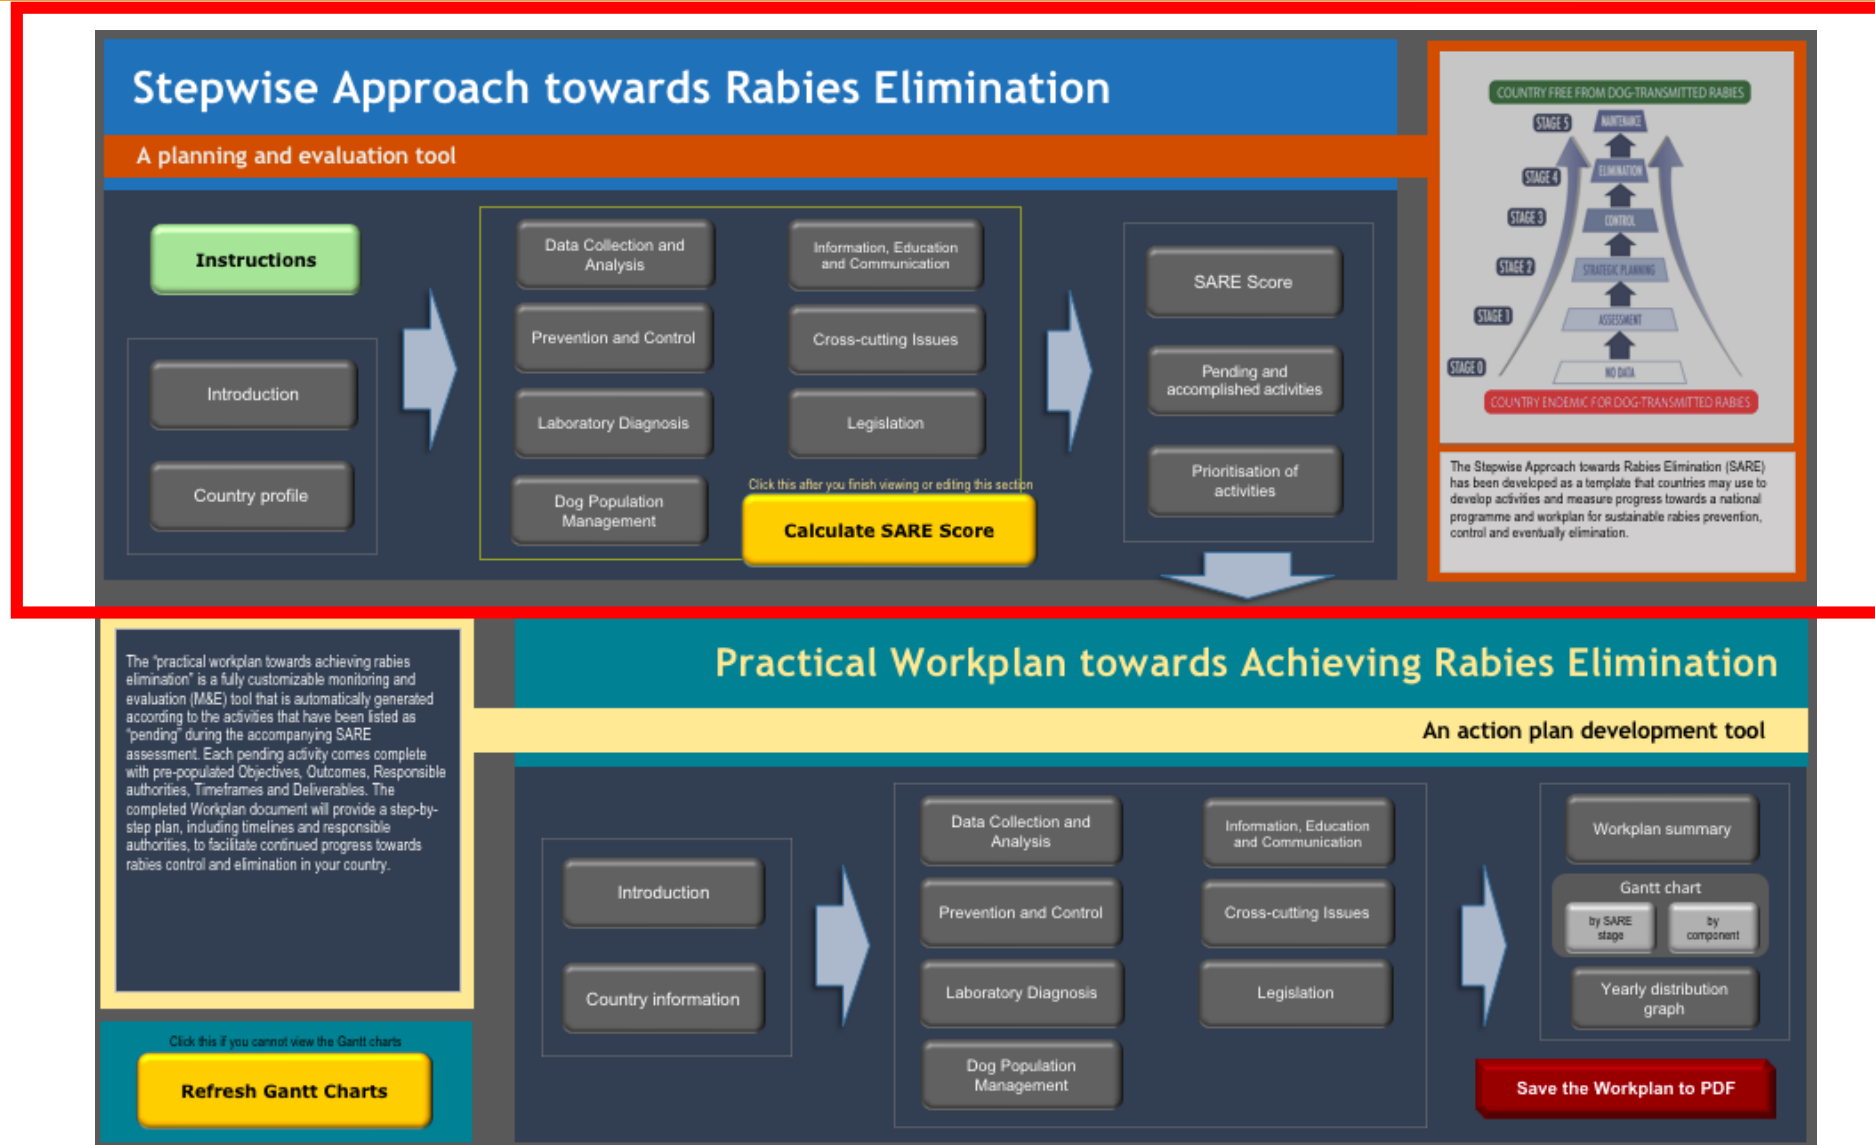 Stepwise Approach towards Rabies Elimination
A planning and evaluation tool
Instructions
Introduction
Country profile
Data Collection and
Analysis
Information, Education
and Communication
Prevention and Control
Cross-cutting Issues
Laboratory Diagnosis
Legislation
Dog Population
Management
Click this after you finish viewing or editing this section
Calculate SARE Score
SARE Score
Pending and
accomplished activities
Prioritisation of
activities
COUNTRY FREE FROM DOG-TRANSMITTED RABIES
STAGE 5
MAINTENANCE
STAGE 4
ELIMINATION
STAGE 3
CONTROL
STAGE 2
STRATEGIC PLANNING
STAGE 1
ASSESSMENT
STAGE 0
NO DATA
COUNTRY ENDEMIC FOR DOG-TRANSMITTED RABIES
The Stepwise Approach towards Rabies Elimination (SARE)
has been developed as a template that countries may use to
develop activities and measure progress towards a national
programme and workplan for sustainable rabies prevention,
control and eventually elimination.
The "practical workplan towards achieving rabies
elimination" is a fully customizable monitoring and
evaluation (M&E) tool that is automatically generated
according to the activities that have been listed as
"pending" during the accompanying SARE
assessment. Each pending activity comes complete
with pre-populated Objectives, Outcomes, Responsible
authorities, Timeframes and Deliverables. The
completed Workplan document will provide a step-by-
step plan, including timelines and responsible
authorities, to facilitate continued progress towards
rabies control and elimination in your country.
Click this if you cannot view the Gantt charts
Refresh Gantt Charts
Practical Workplan towards Achieving Rabies Elimination
An action plan development tool
Introduction
Country information
Data Collection and
Analysis
Information, Education
and Communication
Prevention and Control
Cross-cutting Issues
Laboratory Diagnosis
Legislation
Dog Population
Management
Workplan summary
Gantt chart
by SARE
stage
by
component
Yearly distribution
graph
Save the Workplan to PDF